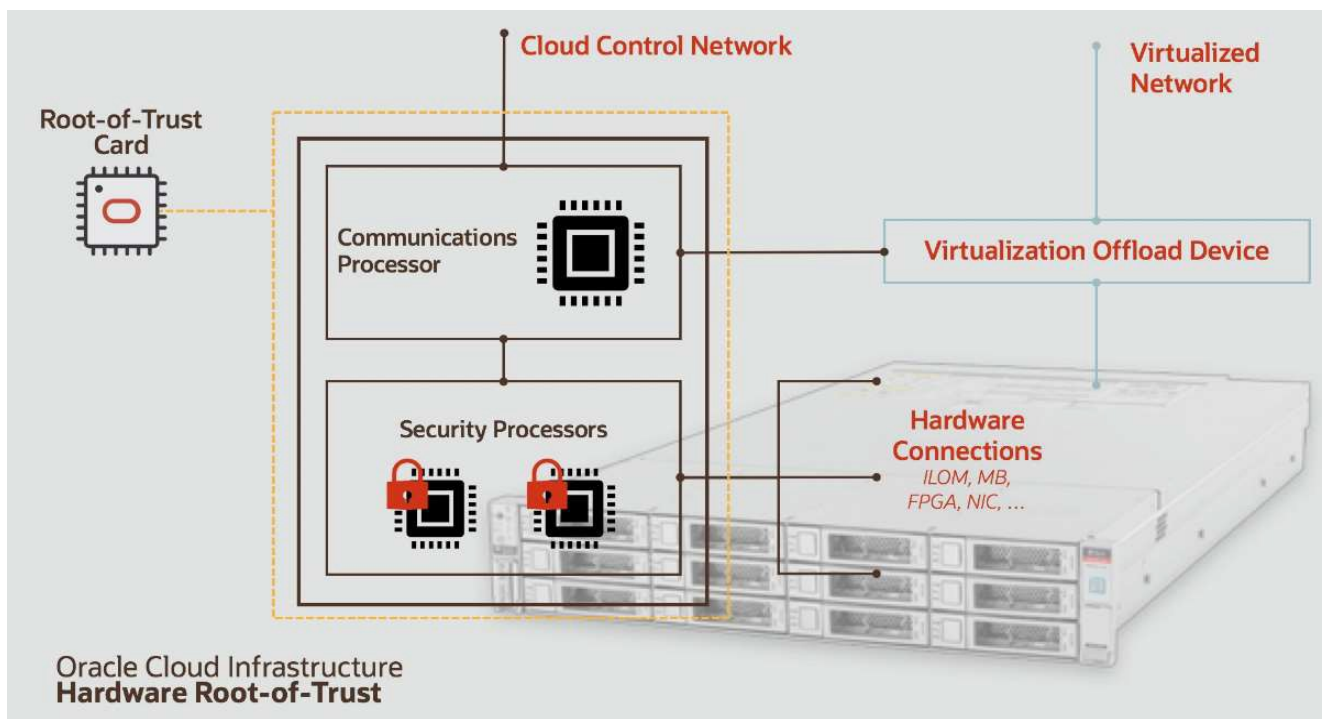 Cloud Control Network
Virtualized
Network
Root-of-Trust
Card
Communications
Processor
Virtualization Offload Device
Security Processors
Hardware
Connections
ILOM, MB,
FPGA, NIC, ...
Oracle Cloud Infrastructure
Hardware Root-of-Trust